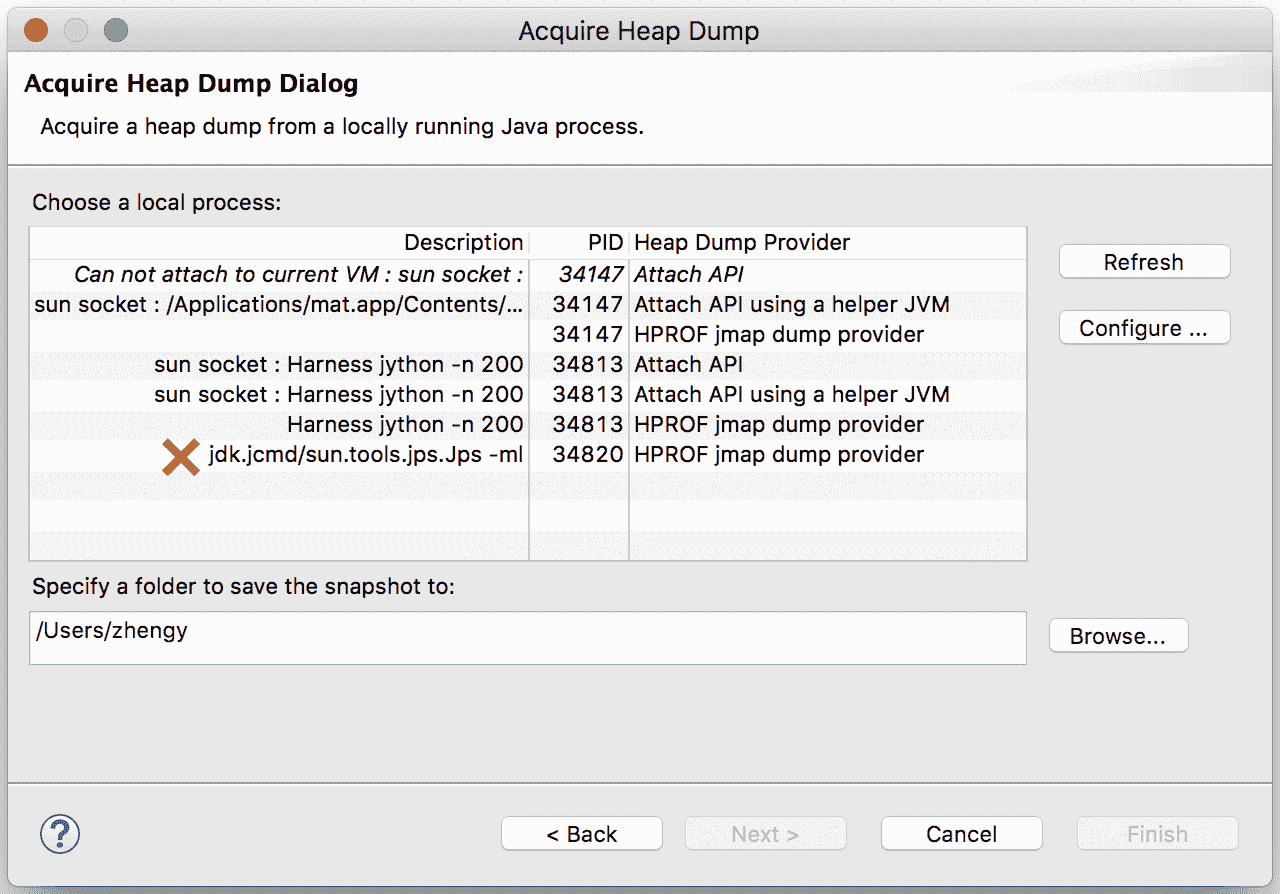 Acquire Heap Dump
Acquire Heap Dump Dialog
Acquire a heap dump from a locally running Java process.
Choose a local process:
Description PID Heap Dump Provider
Can not attach to current VM : sun socket : 34147 Attach API
sun socket : /Applications/mat.app/Contents/... 34147 Attach API using a helper JVM
34147 HPROF jmap dump provider
sun socket : Harness jython -n 200 34813 Attach API
sun socket : Harness jython -n 200 34813 Attach API using a helper JVM
Harness jython -n 200 34813 HPROF jmap dump provider
jdk.jcmd/sun.tools.jps.Jps -ml 34820 HPROF jmap dump provider
Refresh
Configure ...
Specify a folder to save the snapshot to:
/Users/zhengy
Browse...
? < Back Next > Cancel Finish